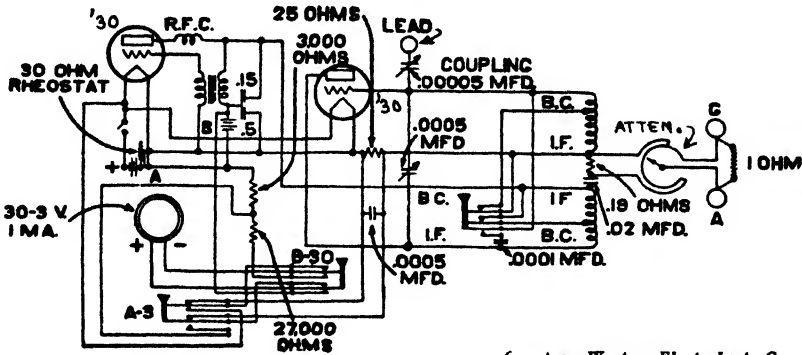 '30
R.F.C.
25 OHMS
3,000
OHMS
LEAD
COUPLING
.00005 MFD.
30 OHM
RHEOSTAT
.15
B
.5
'30
.0005
MFD
B.C.
I.F.
ATTEN.
G
1 OHM
A
+
A
30-3 V.
1 MA.
+ -
B.C.
I.F.
I F
B.C.
.19 OHMS
.02 MFD.
.0001 MFD.
.0005
MFD.
B-30
A-3
27,000
OHMS